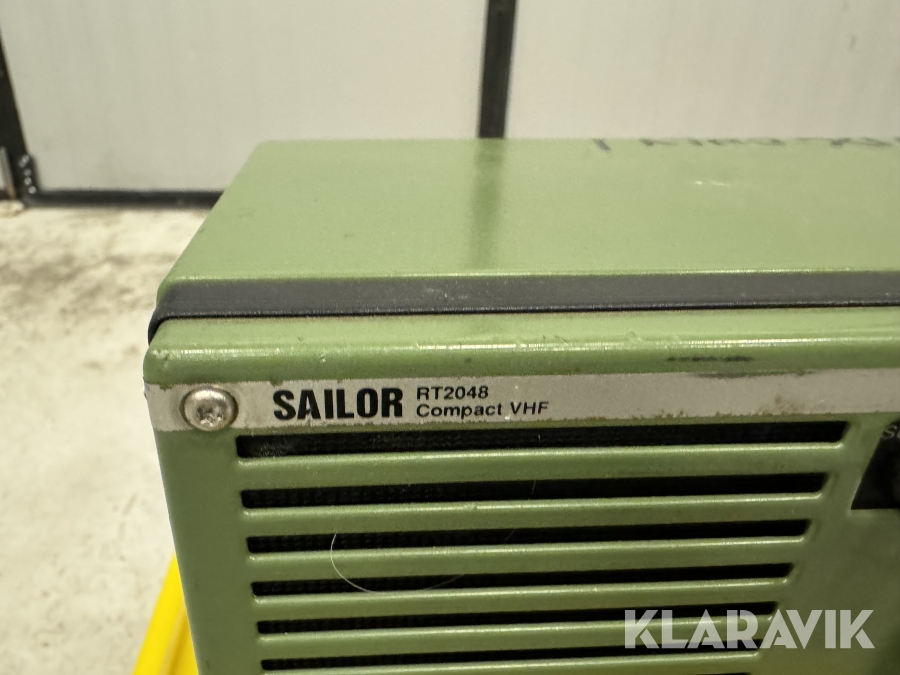 SAILOR RT2048
Compact VHF
KLARAVIK